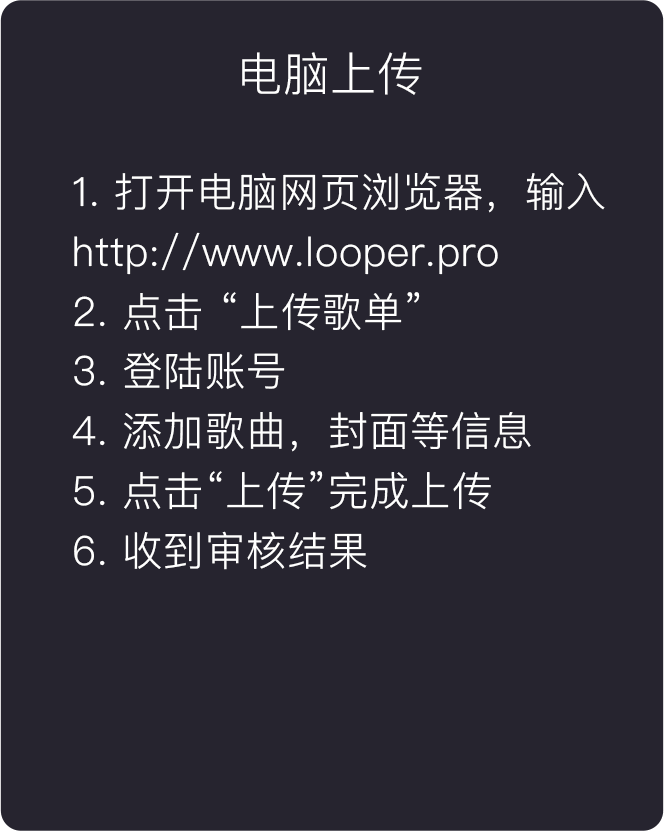 电脑上传
1. 打开电脑网页浏览器，输入
http://www.looper.pro
2. 点击 “上传歌单”
3. 登陆账号
4. 添加歌曲，封面等信息
5. 点击“上传”完成上传
6. 收到审核结果